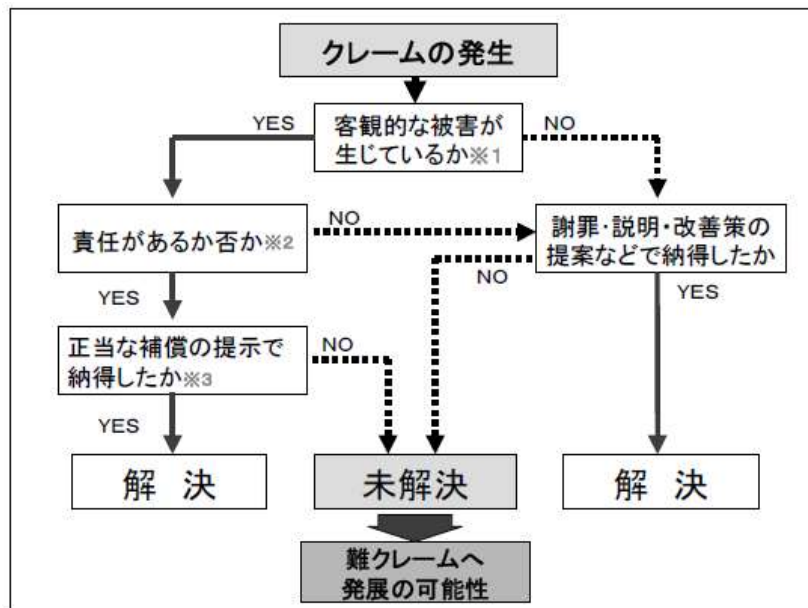 クレームの発生
YES
客観的な被害が
生じているか※1
NO
責任があるか否か※2
NO
謝罪・説明・改善策の
提案などで納得したか
NO
YES
YES
正当な補償の提示で
納得したか※3
NO
YES
解 決
未解決
解 決
難クレームへ
発展の可能性